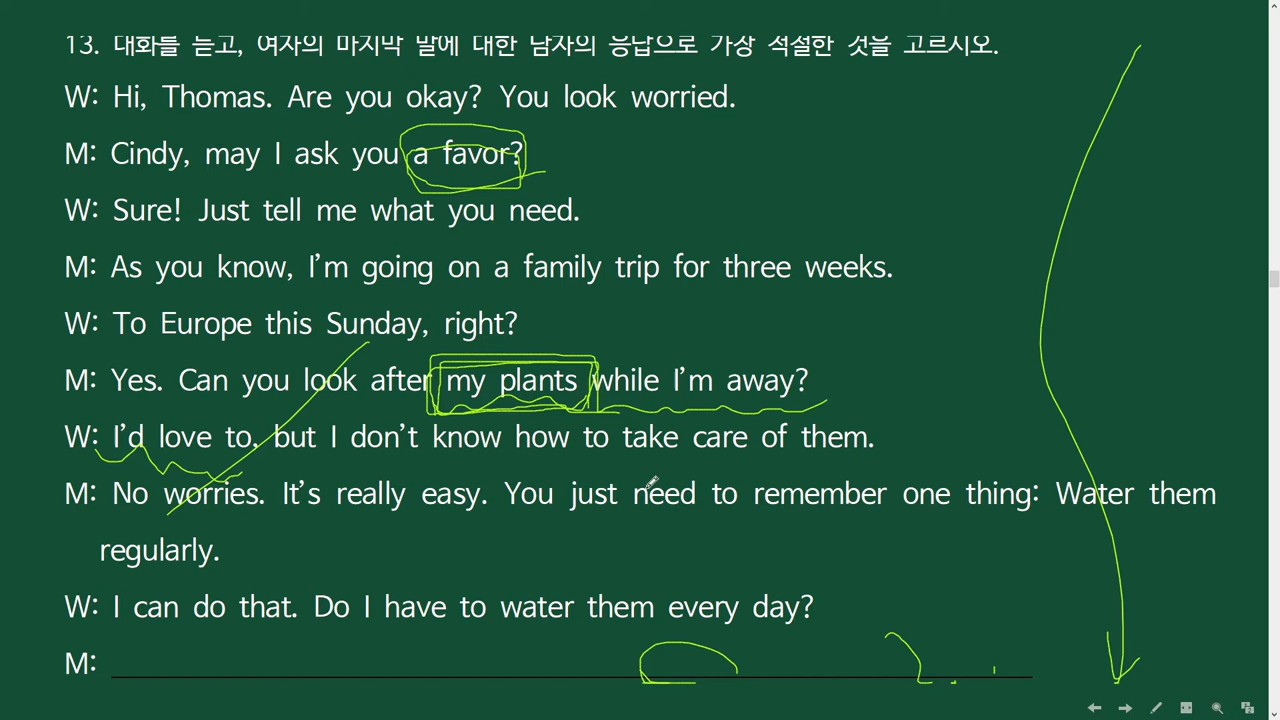 13. 대화를 듣고, 여자의 마지막 말에 대한 남자의 응답으로 가장 적절한 것을 고르시오.
W: Hi, Thomas. Are you okay? You look worried.
M: Cindy, may I ask you a favor?
W: Sure! Just tell me what you need.
M: As you know, I’m going on a family trip for three weeks.
W: To Europe this Sunday, right?
M: Yes. Can you look after my plants while I’m away?
W: I’d love to, but I don’t know how to take care of them.
M: No worries. It’s really easy. You just need to remember one thing: Water them
regularly.
W: I can do that. Do I have to water them every day?
M: